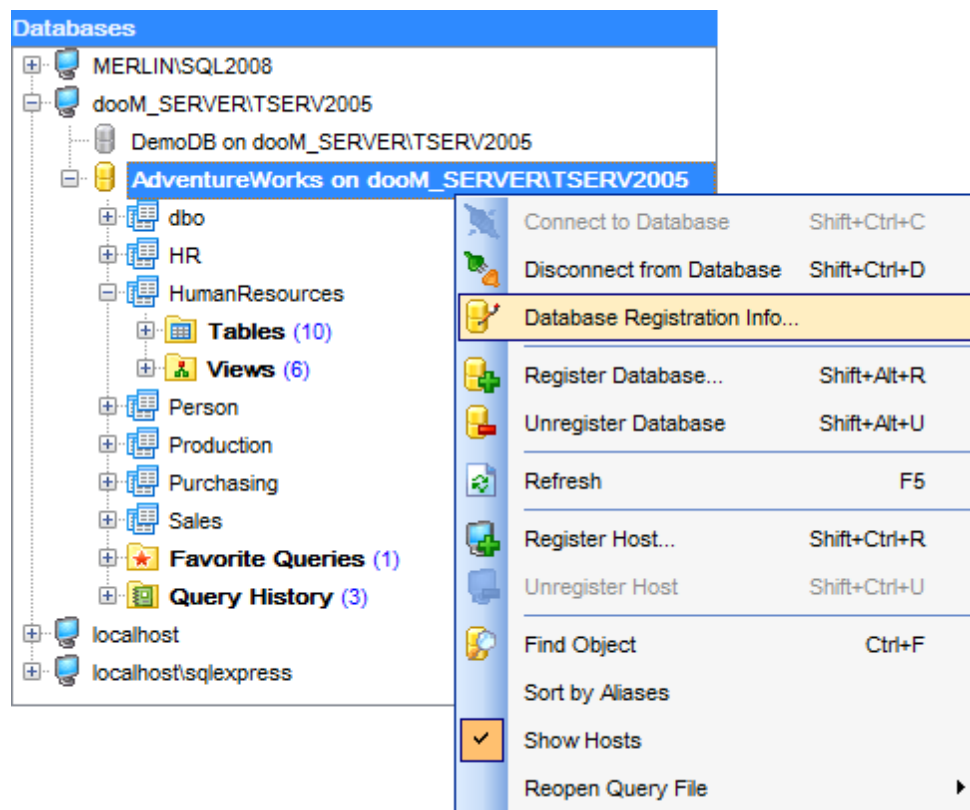 Databases
MERLIN\SQL2008
dooM_SERVER\TSERV2005
DemoDB on dooM_SERVER\TSERV2005
AdventureWorks on dooM_SERVER\TSERV2005
dbo
HR
HumanResources
Tables (10)
Views (6)
Person
Production
Purchasing
Sales
Favorite Queries (1)
Query History (3)
localhost
localhost\sqlexpress
Connect to Database Shift+Ctrl+C
Disconnect from Database Shift+Ctrl+D
Database Registration Info...
Register Database... Shift+Alt+R
Unregister Database Shift+Alt+U
Refresh F5
Register Host... Shift+Ctrl+R
Unregister Host Shift+Ctrl+U
Find Object Ctrl+F
Sort by Aliases
Show Hosts
Reopen Query File